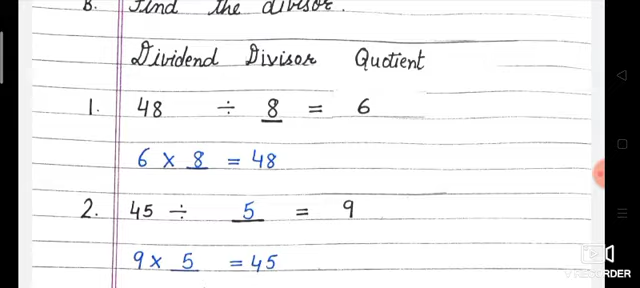 B. Find the divisor.
Dividend Divisor Quotient
1. 48 ÷ 8 = 6
6 × 8 = 48
2. 45 ÷ 5 = 9
9 × 5 = 45
V RECORDER